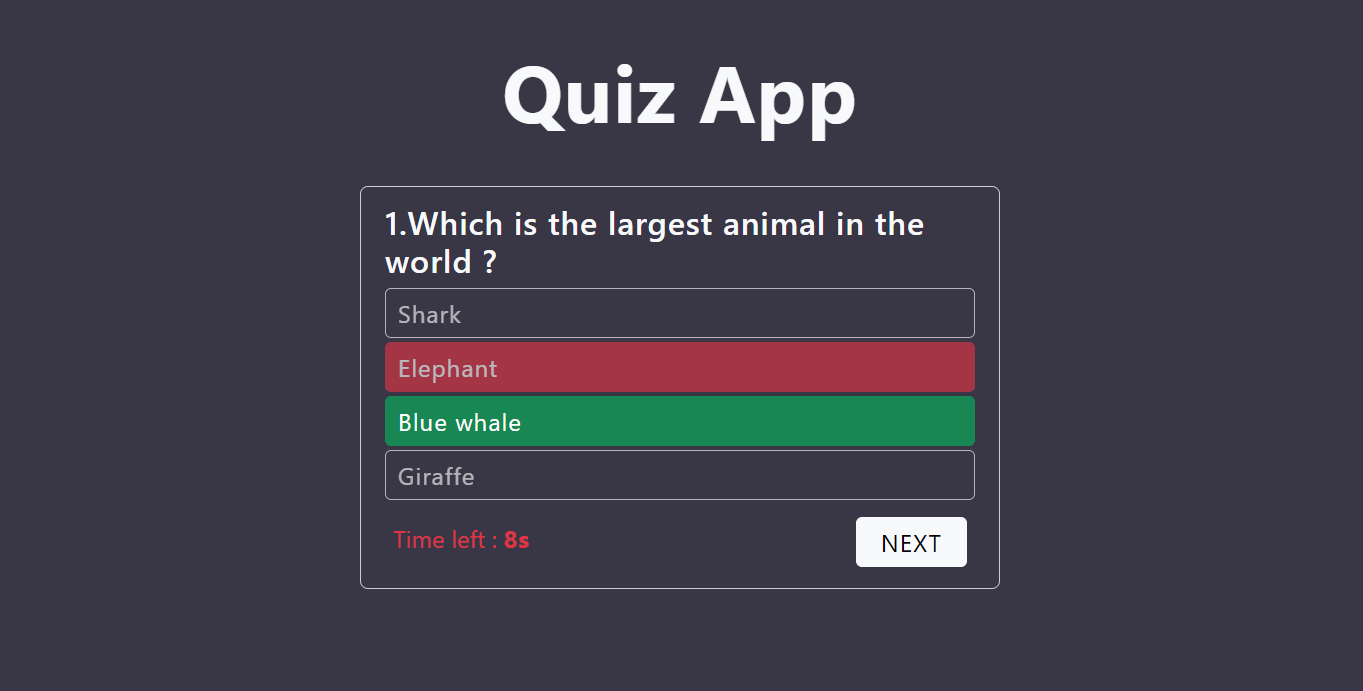 Quiz App
1.Which is the largest animal in the
world ?
Shark
Elephant
Blue whale
Giraffe
Time left : 8s
NEXT